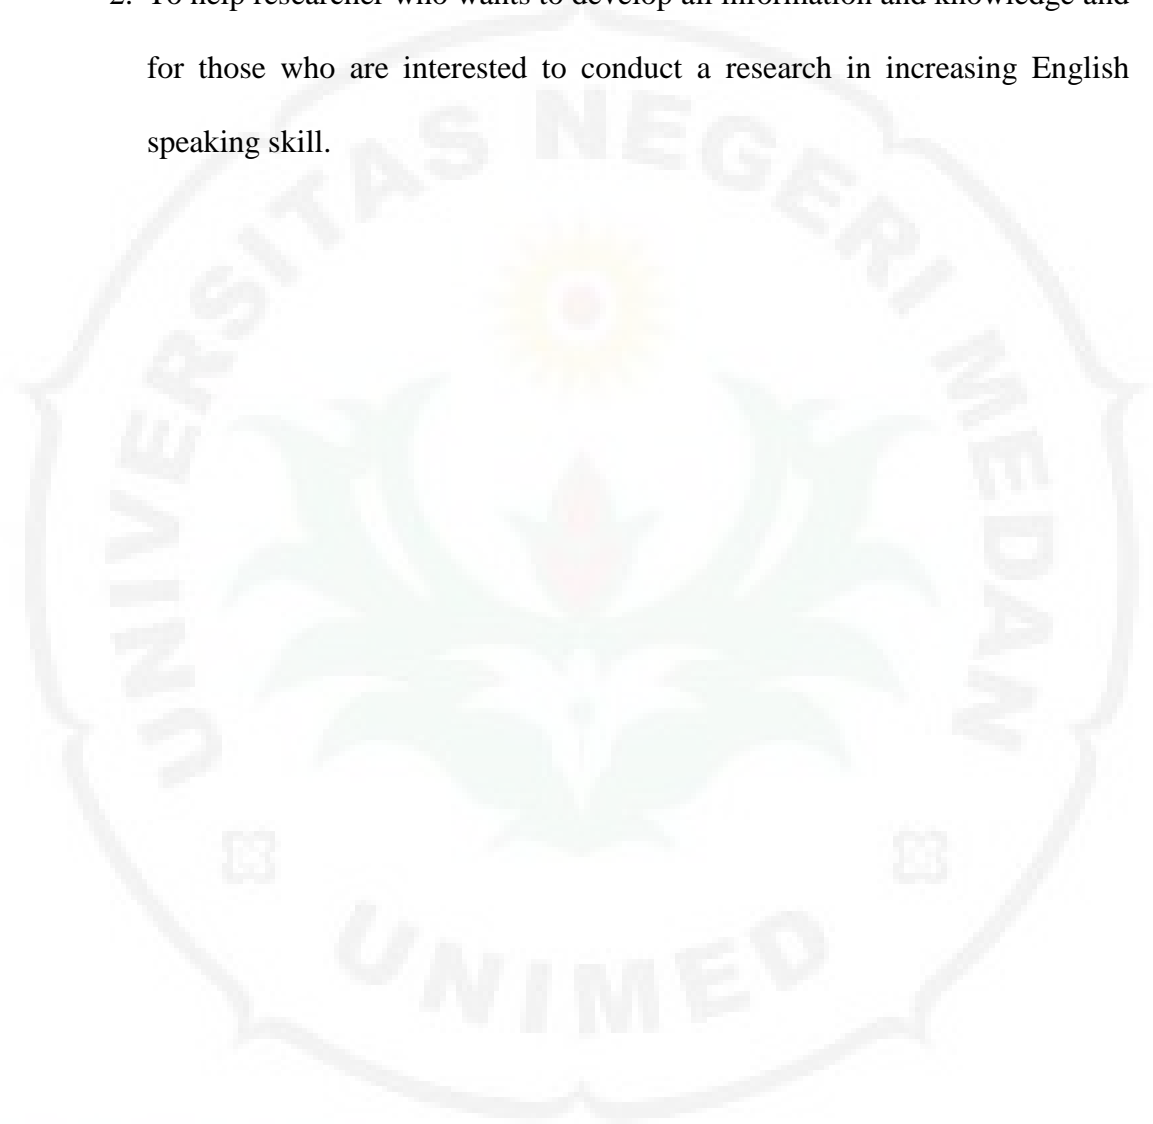 2. To help researcher who wants to develop an information and knowledge and
for those who are interested to conduct a research in increasing English
speaking skill.
UNIVERSITAS NEGERI MEDAN
UNIMED